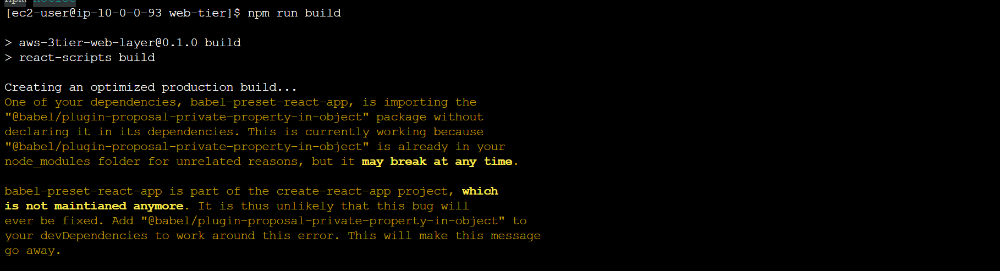 npm notice
[ec2-user@ip-10-0-0-93 web-tier]$ npm run build
> aws-3tier-web-layer@0.1.0 build
> react-scripts build
Creating an optimized production build...
One of your dependencies, babel-preset-react-app, is importing the
"@babel/plugin-proposal-private-property-in-object" package without
declaring it in its dependencies. This is currently working because
"@babel/plugin-proposal-private-property-in-object" is already in your
node_modules folder for unrelated reasons, but it may break at any time.
babel-preset-react-app is part of the create-react-app project, which
is not maintianed anymore. It is thus unlikely that this bug will
ever be fixed. Add "@babel/plugin-proposal-private-property-in-object" to
your devDependencies to work around this error. This will make this message
go away.